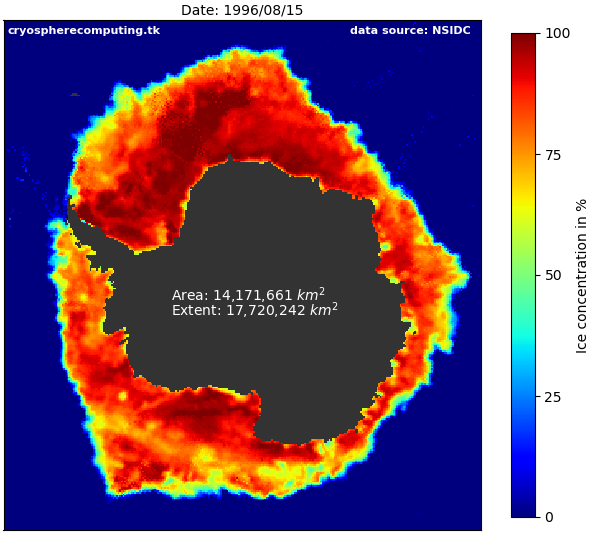 Date: 1996/08/15
cryospherecomputing.tk data source: NSIDC
Area: 14,171,661 km²
Extent: 17,720,242 km²
100
75
50
25
0
Ice concentration in %